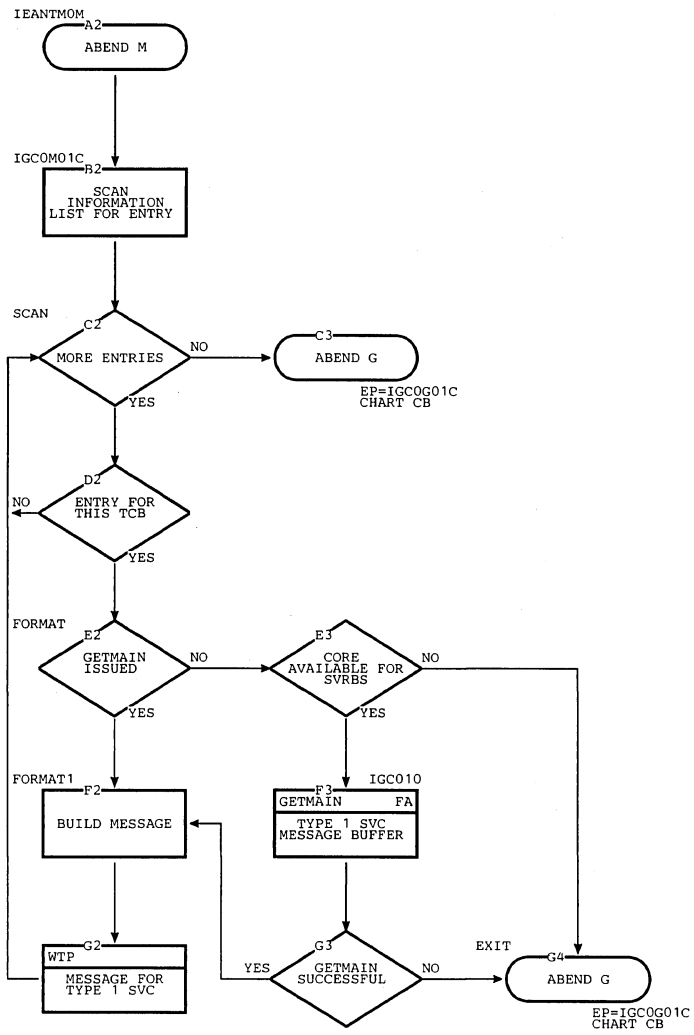 IEANTM0M
A2
ABEND M
IGC0M01C
B2
SCAN
INFORMATION
LIST FOR ENTRY
SCAN
C2
MORE ENTRIES
NO
YES
C3
ABEND G
EP=IGC0G01C
CHART CB
D2
ENTRY FOR
THIS TCB
NO
YES
FORMAT
E2
GETMAIN
ISSUED
NO
YES
E3
CORE
AVAILABLE FOR
SVRBS
NO
YES
FORMAT1
F2
BUILD MESSAGE
IGC010
F3
GETMAIN FA
TYPE 1 SVC
MESSAGE BUFFER
G2
WTP
MESSAGE FOR
TYPE 1 SVC
G3
GETMAIN
SUCCESSFUL
YES
NO
EXIT
G4
ABEND G
EP=IGC0G01C
CHART CB